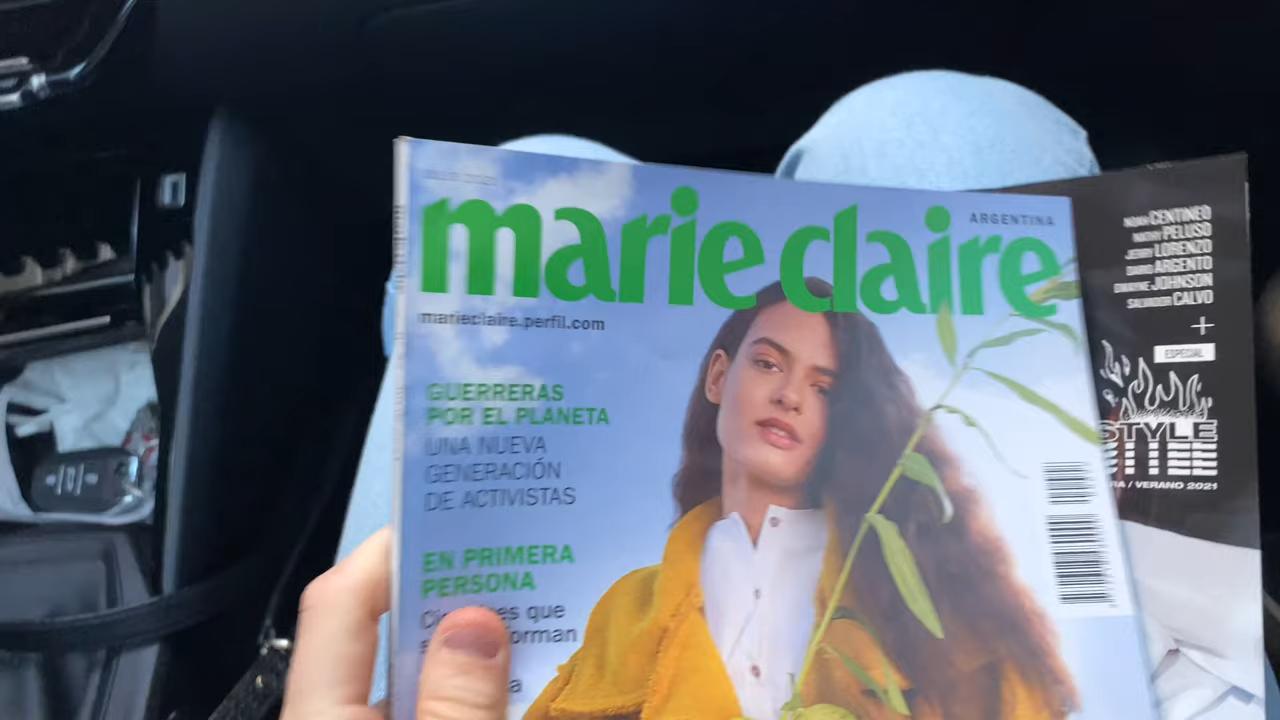 marie claire
ARGENTINA
marieclaire.perfil.com
GUERRERAS
POR EL PLANETA
UNA NUEVA
GENERACIÓN
DE ACTIVISTAS
EN PRIMERA
PERSONA
que
NOAH CENTINEO
NATHY PELUSO
JERRY LORENZO
DARIO ARGENTO
DWAYNE JOHNSON
SALVADOR CALVO
+
ESPECIAL
STYLE
/ VERANO 2021